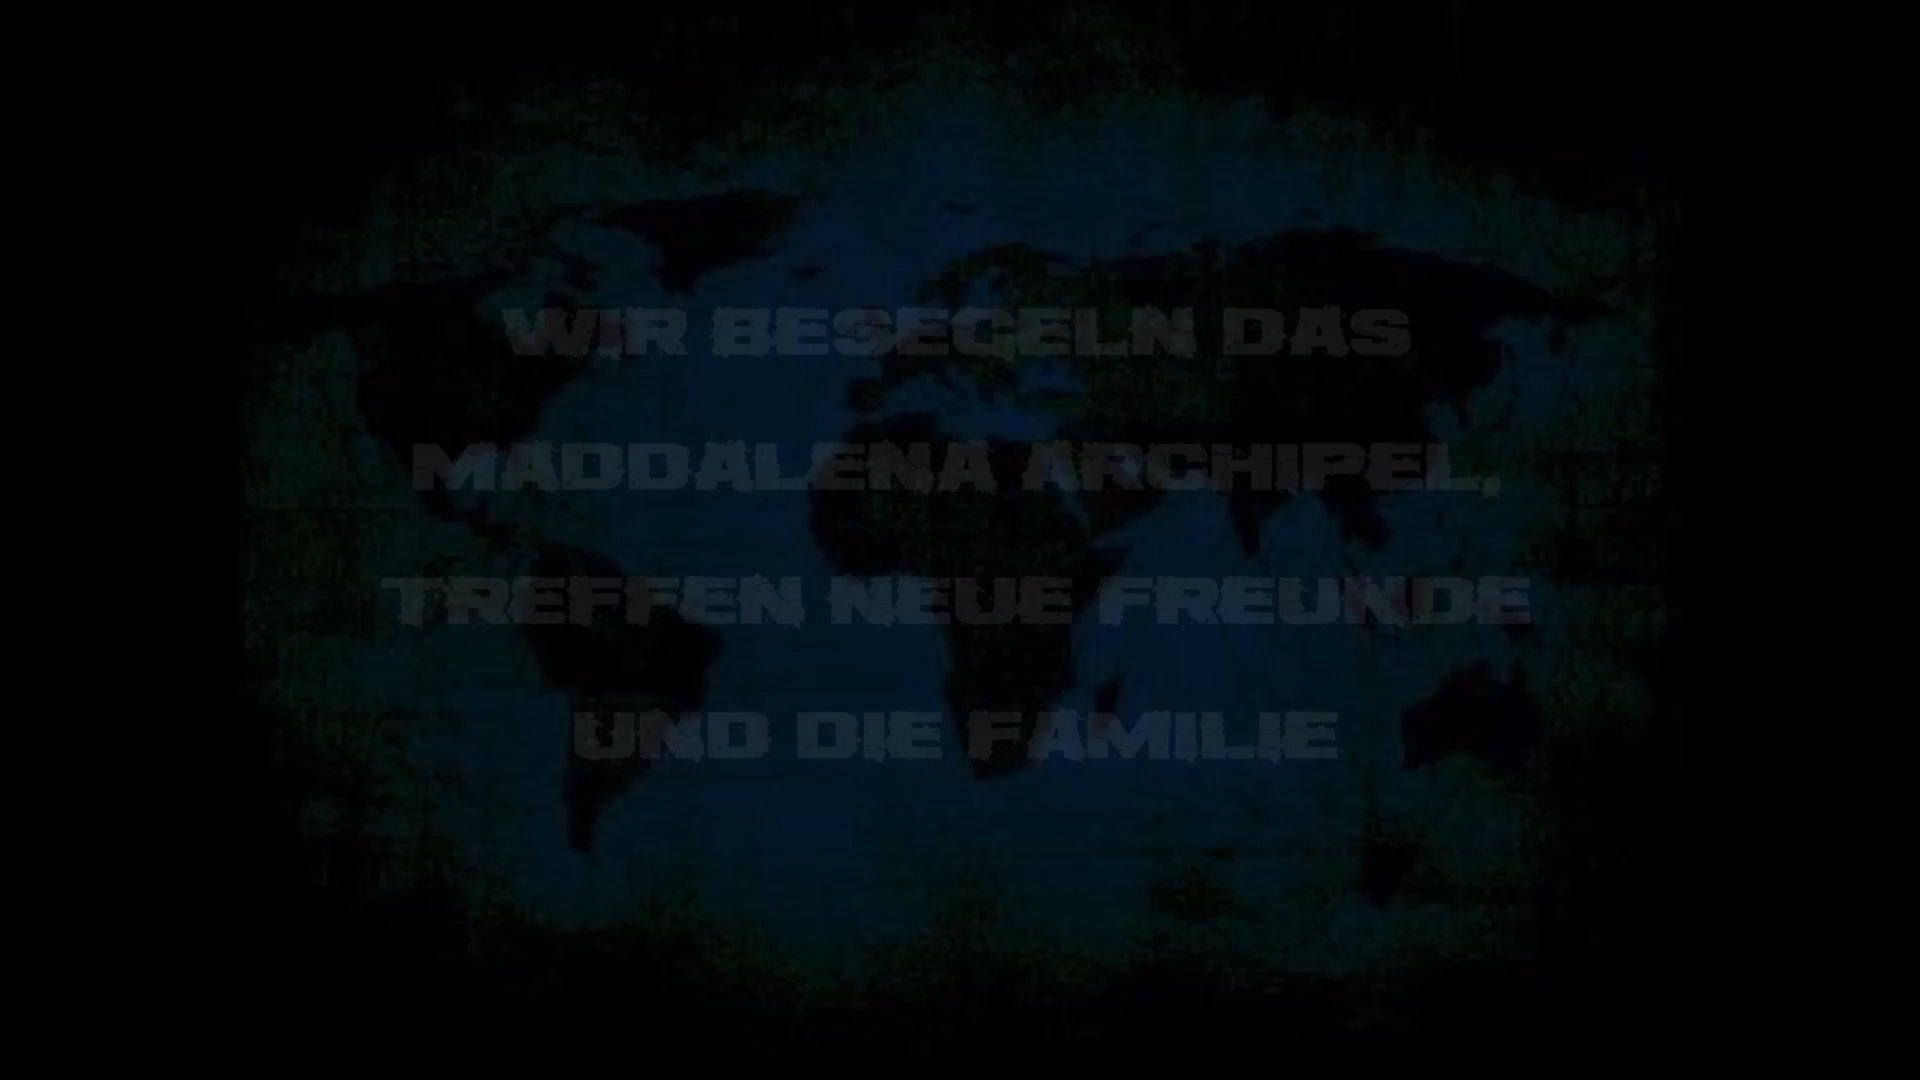 WIR BESEGELN DAS
MADDALENA ARCHIPEL,
TREFFEN NEUE FREUNDE
UND DIE FAMILIE